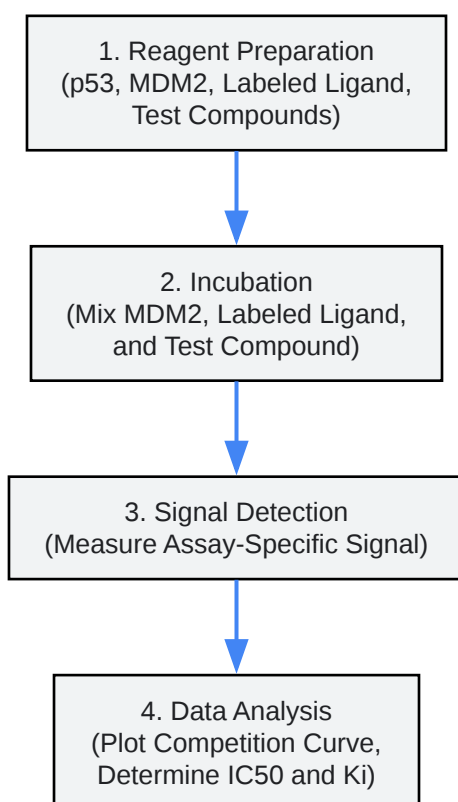 1. Reagent Preparation
(p53, MDM2, Labeled Ligand,
Test Compounds)
2. Incubation
(Mix MDM2, Labeled Ligand,
and Test Compound)
3. Signal Detection
(Measure Assay-Specific Signal)
4. Data Analysis
(Plot Competition Curve,
Determine IC50 and Ki)